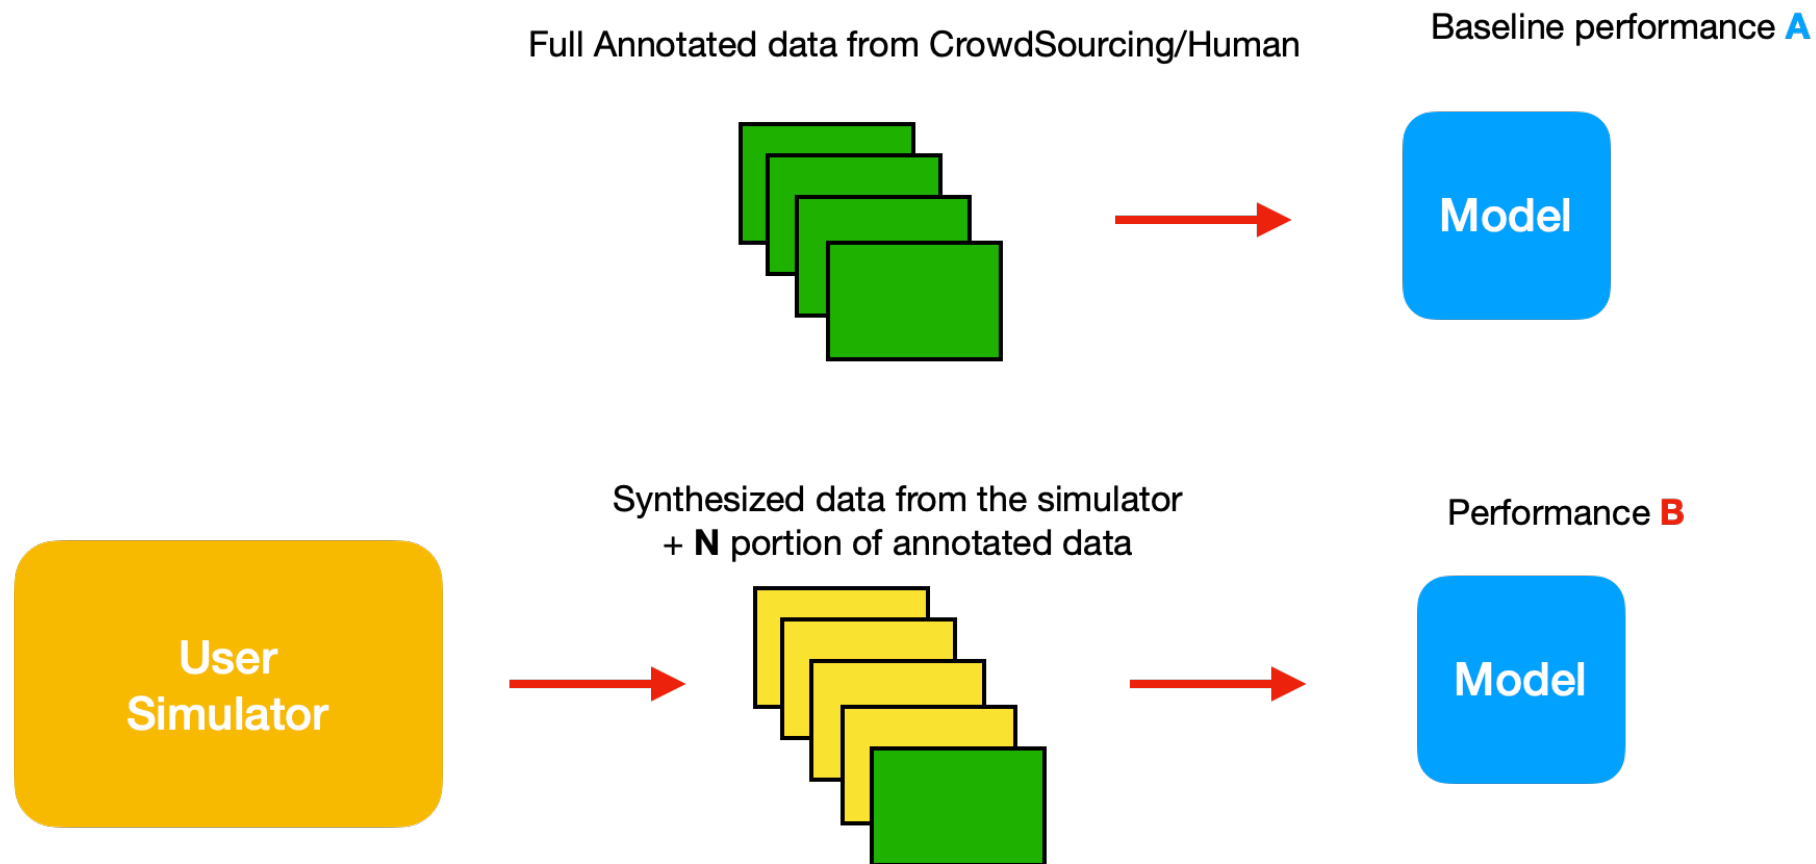 Full Annotated data from CrowdSourcing/Human
Baseline performance A
Model
Synthesized data from the simulator
+ N portion of annotated data
Performance B
User
Simulator
Model